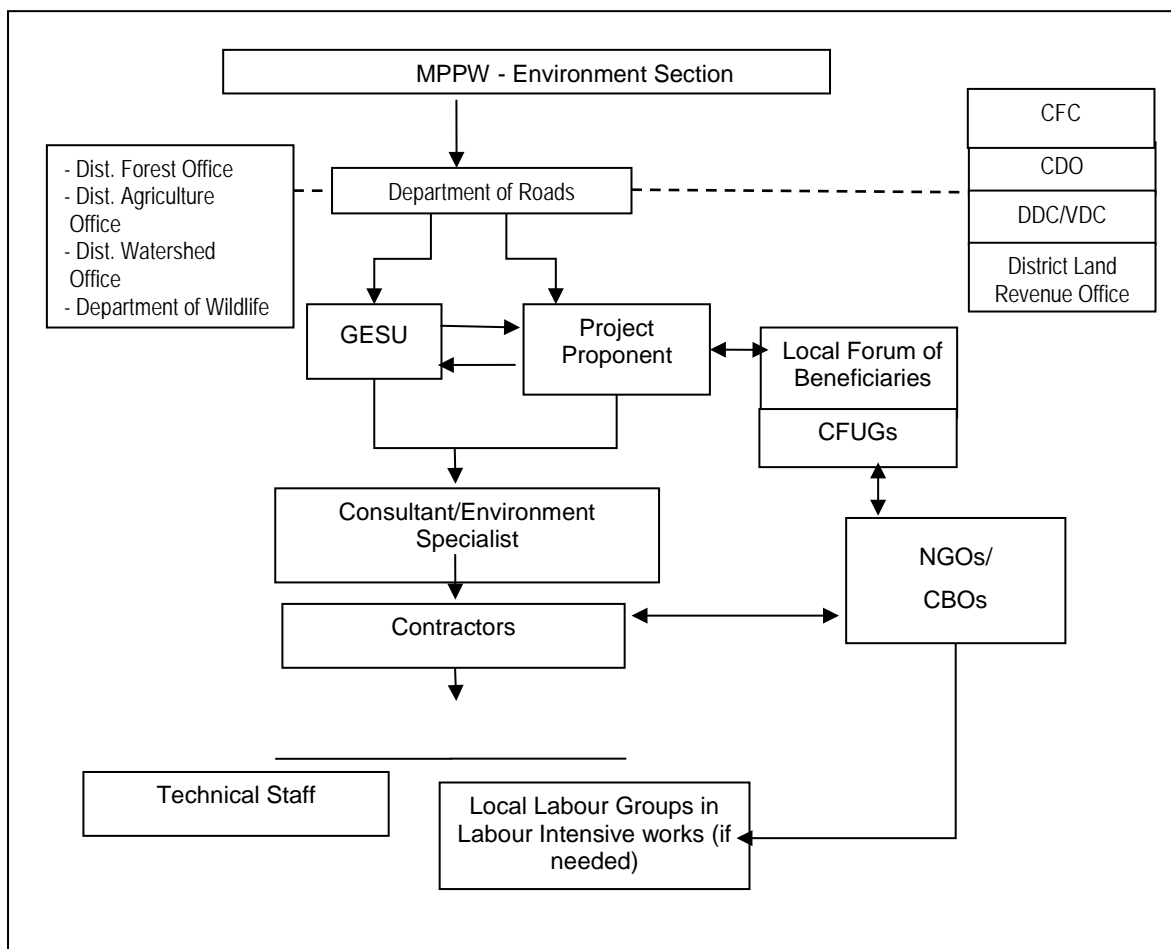 MPPW - Environment Section
CFC
CDO
DDC/VDC
District Land
Revenue Office
- Dist. Forest Office
- Dist. Agriculture
Office
- Dist. Watershed
Office
- Department of Wildlife
Department of Roads
GESU
Project
Proponent
Local Forum of
Beneficiaries
CFUGs
Consultant/Environment
Specialist
NGOs/
CBOs
Contractors
Technical Staff
Local Labour Groups in
Labour Intensive works (if
needed)